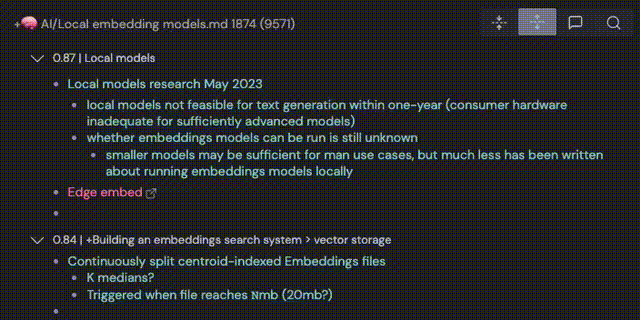 +🧠 AI/Local embedding models.md 1874 (9571)
0.87 | Local models
Local models research May 2023
local models not feasible for text generation within one-year (consumer hardware
inadequate for sufficiently advanced models)
whether embeddings models can be run is still unknown
smaller models may be sufficient for man use cases, but much less has been written
about running embeddings models locally
Edge embed
0.84 | +Building an embeddings search system > vector storage
Continuously split centroid-indexed Embeddings files
K medians?
Triggered when file reaches Nmb (20mb?)